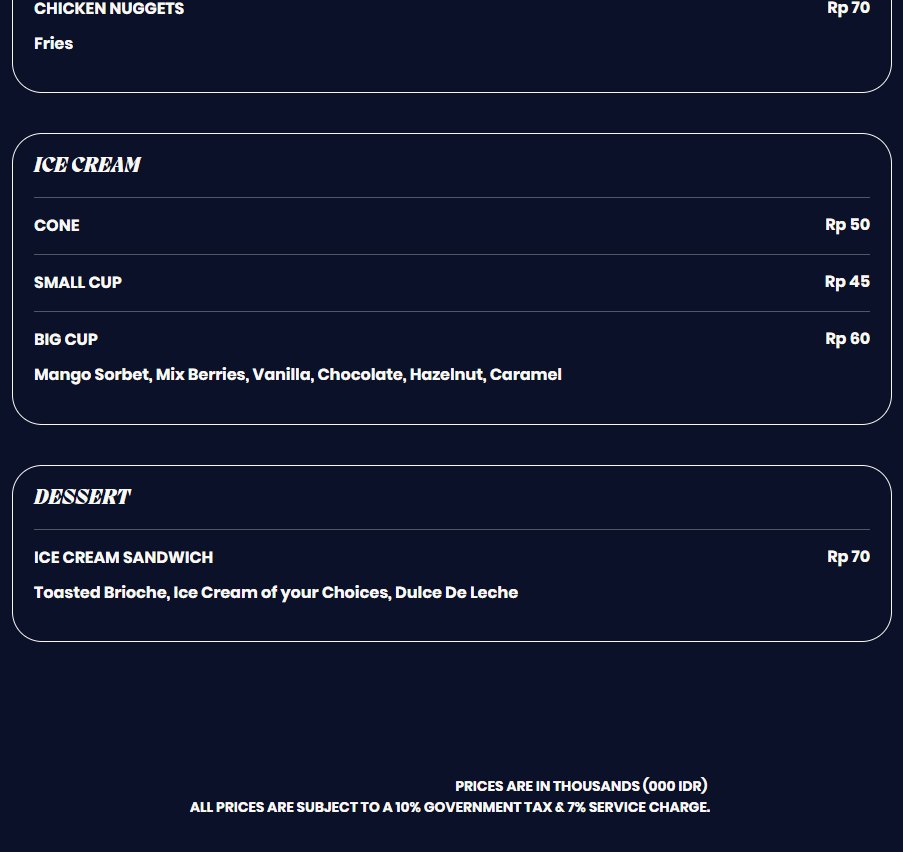 CHICKEN NUGGETS Rp 70
Fries
ICE CREAM
CONE Rp 50
SMALL CUP Rp 45
BIG CUP Rp 60
Mango Sorbet, Mix Berries, Vanilla, Chocolate, Hazelnut, Caramel
DESSERT
ICE CREAM SANDWICH Rp 70
Toasted Brioche, Ice Cream of your Choices, Dulce De Leche
PRICES ARE IN THOUSANDS (000 IDR)
ALL PRICES ARE SUBJECT TO A 10% GOVERNMENT TAX & 7% SERVICE CHARGE.